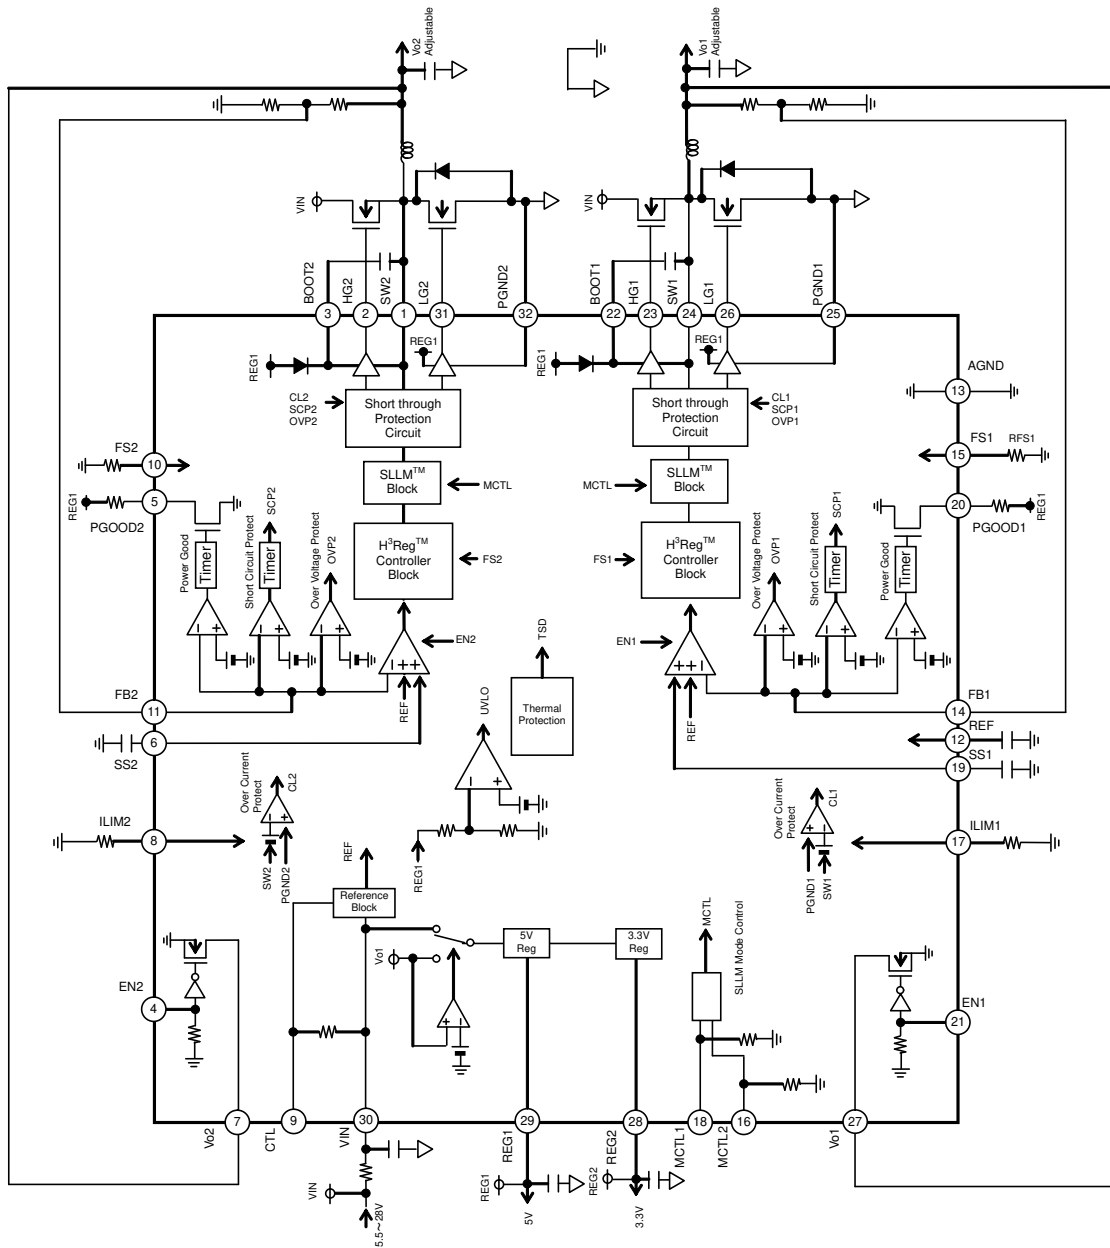 Vo2
Adjustable
Vo1
Adjustable
VIN
VIN
BOOT2
HG2
SW2
LG2
PGND2
BOOT1
HG1
SW1
LG1
PGND1
3
2
1
31
32
22
23
24
26
25
REG1
REG1
REG1
REG1
AGND
13
CL2
SCP2
OVP2
Short through
Protection
Circuit
Short through
Protection
Circuit
CL1
SCP1
OVP1
FS2
10
FS1
15
RFS1
SLLM™
Block
MCTL
MCTL
SLLM™
Block
REG1
5
PGOOD2
20
PGOOD1
REG1
Power Good
Timer
Short Circuit Protect
Timer
SCP2
Over Voltage Protect
OVP2
H³Reg™
Controller
Block
FS2
FS1
H³Reg™
Controller
Block
Over Voltage Protect
OVP1
Short Circuit Protect
Timer
SCP1
Power Good
Timer
EN2
TSD
EN1
REF
REF
FB2
11
FB1
14
6
SS2
REF
12
SS1
19
UVLO
Thermal
Protection
Over Current
Protect
CL2
Over Current
Protect
CL1
ILIM2
8
ILIM1
17
SW2
PGND2
REG1
PGND1
SW1
REF
Reference
Block
5V
Reg
3.3V
Reg
Vo1
MCTL
SLLM Mode Control
EN2
4
EN1
21
7
9
30
29
28
18
16
27
Vo2
CTL
VIN
REG1
REG2
MCTL1
MCTL2
Vo1
VIN
5.5~28V
REG1
5V
REG2
3.3V